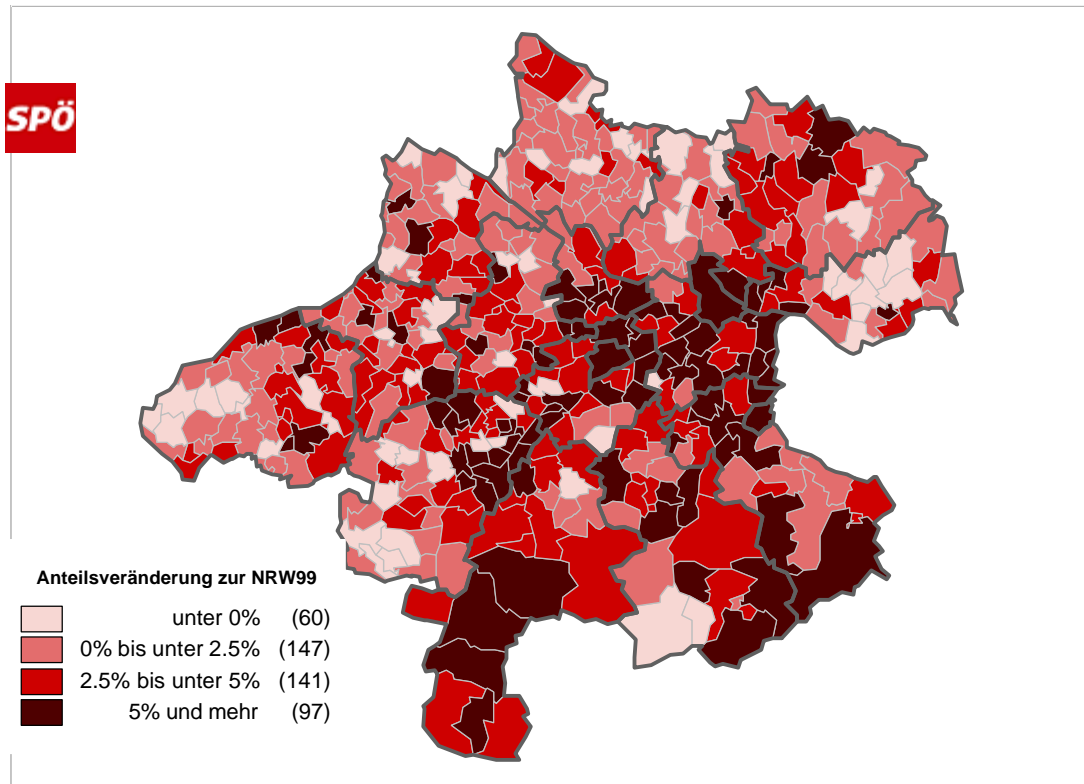 SPÖ
Anteilsveränderung zur NRW99
unter 0% (60)
0% bis unter 2.5% (147)
2.5% bis unter 5% (141)
5% und mehr (97)